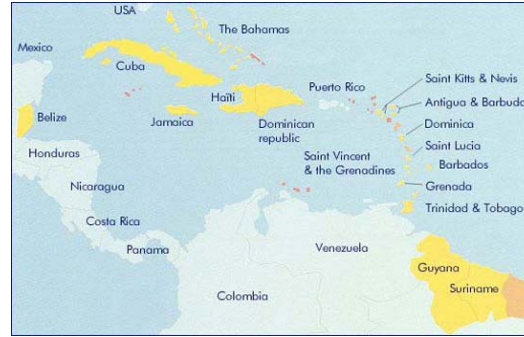 USA
The Bahamas
Mexico
Cuba
Puerto Rico
Saint Kitts & Nevis
Haïti
Antigua & Barbuda
Belize
Jamaica
Dominican
republic
Dominica
Saint Lucia
Honduras
Saint Vincent
& the Grenadines
Barbados
Nicaragua
Grenada
Trinidad & Tobago
Costa Rica
Panama
Venezuela
Guyana
Suriname
Colombia